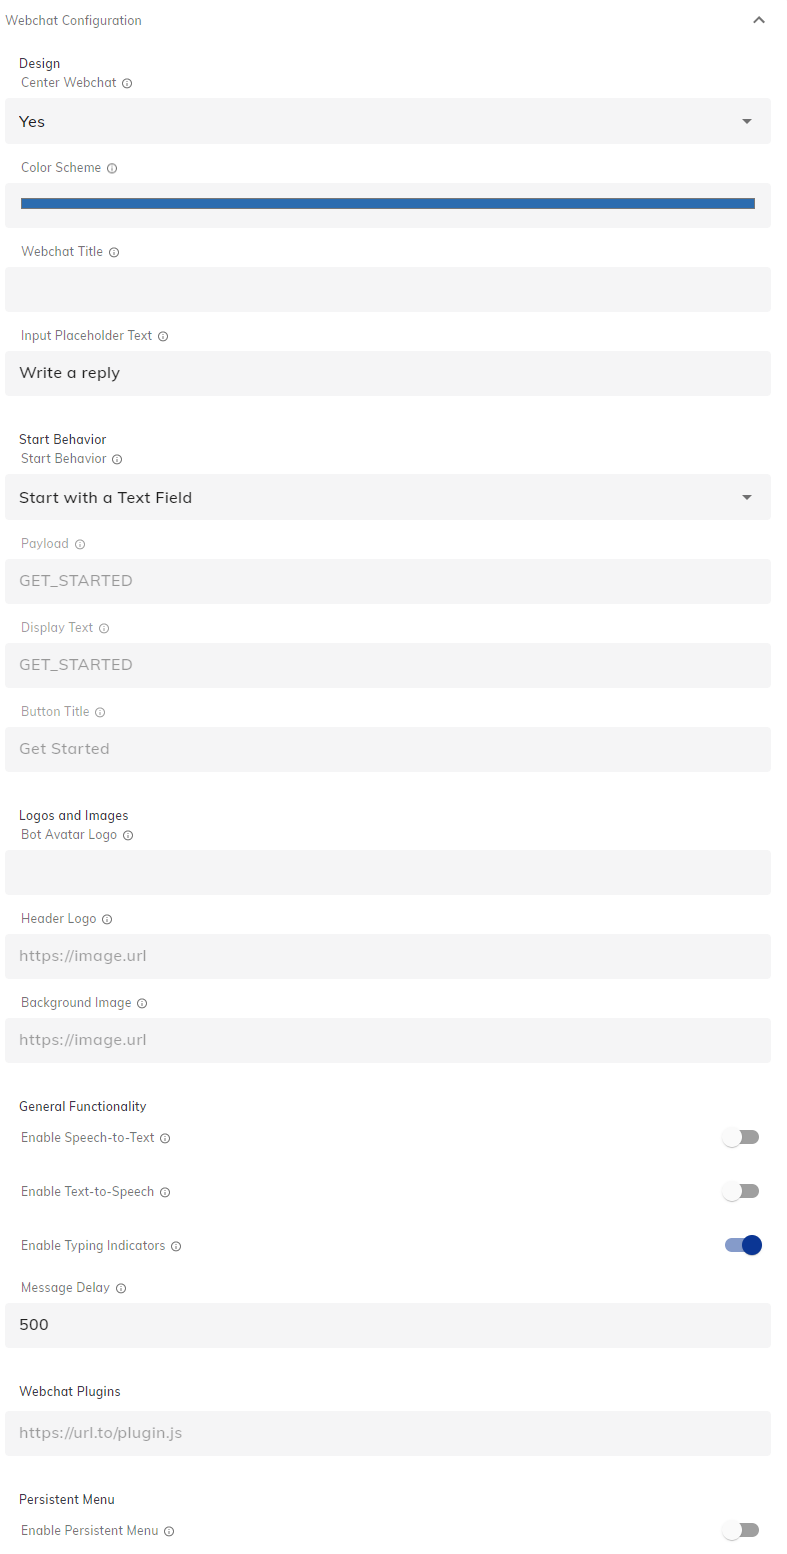 Webchat Configuration
Design
Center Webchat
Yes
Color Scheme
Webchat Title
Input Placeholder Text
Write a reply
Start Behavior
Start Behavior
Start with a Text Field
Payload
GET_STARTED
Display Text
GET_STARTED
Button Title
Get Started
Logos and Images
Bot Avatar Logo
Header Logo
https://image.url
Background Image
https://image.url
General Functionality
Enable Speech-to-Text
Enable Text-to-Speech
Enable Typing Indicators
Message Delay
500
Webchat Plugins
https://url.to/plugin.js
Persistent Menu
Enable Persistent Menu